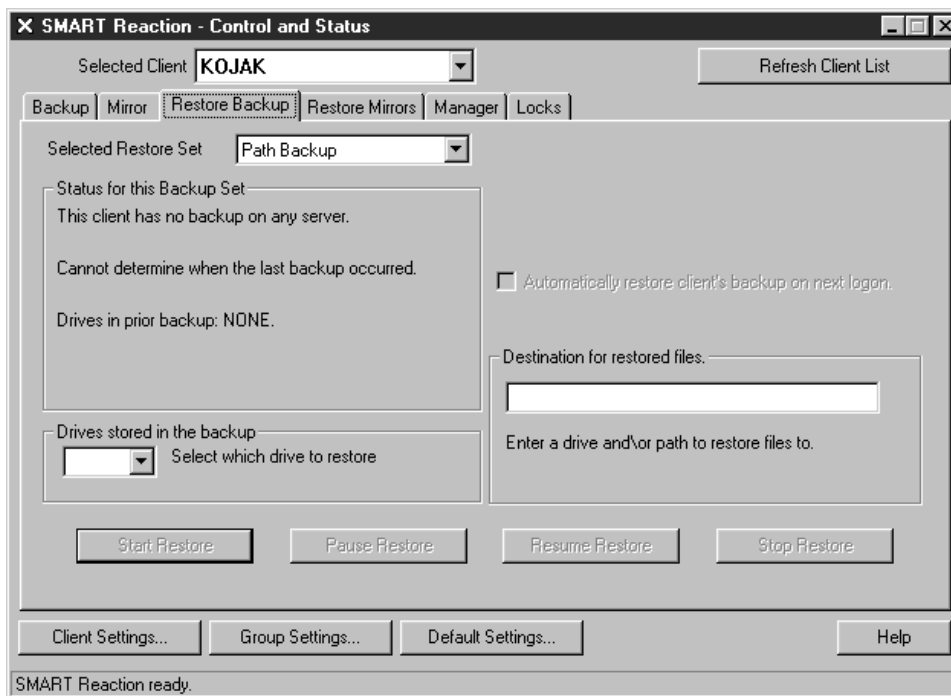 SMART Reaction - Control and Status
Selected Client KOJAK Refresh Client List
Backup Mirror Restore Backup Restore Mirrors Manager Locks
Selected Restore Set Path Backup
Status for this Backup Set
This client has no backup on any server.
Cannot determine when the last backup occurred.
Automatically restore client's backup on next logon.
Drives in prior backup: NONE.
Destination for restored files.
Drives stored in the backup
Enter a drive and\or path to restore files to.
Select which drive to restore
Start Restore Pause Restore Resume Restore Stop Restore
Client Settings... Group Settings... Default Settings... Help
SMART Reaction ready.